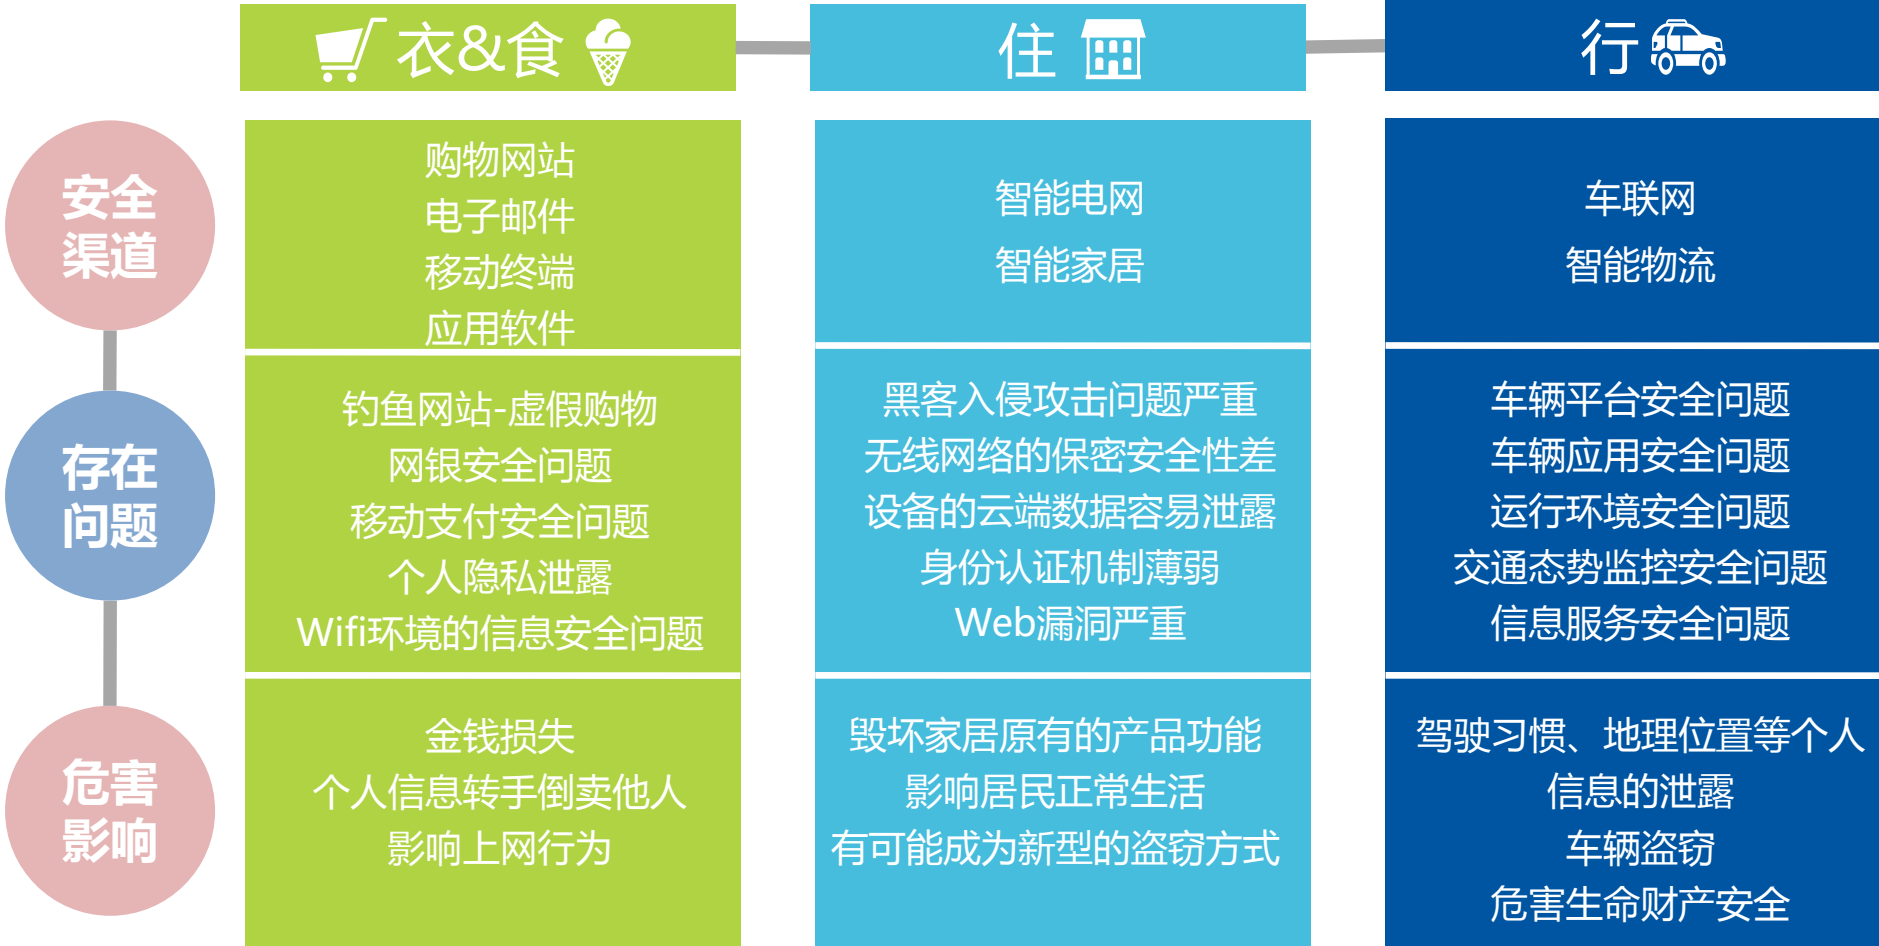 衣&食
住
行
安全
渠道
购物网站
电子邮件
移动终端
应用软件
智能电网
智能家居
车联网
智能物流
存在
问题
钓鱼网站-虚假购物
网银安全问题
移动支付安全问题
个人隐私泄露
Wifi环境的信息安全问题
黑客入侵攻击问题严重
无线网络的保密安全性差
设备的云端数据容易泄露
身份认证机制薄弱
Web漏洞严重
车辆平台安全问题
车辆应用安全问题
运行环境安全问题
交通态势监控安全问题
信息服务安全问题
危害
影响
金钱损失
个人信息转手倒卖他人
影响上网行为
毁坏家居原有的产品功能
影响居民正常生活
有可能成为新型的盗窃方式
驾驶习惯、地理位置等个人
信息的泄露
车辆盗窃
危害生命财产安全